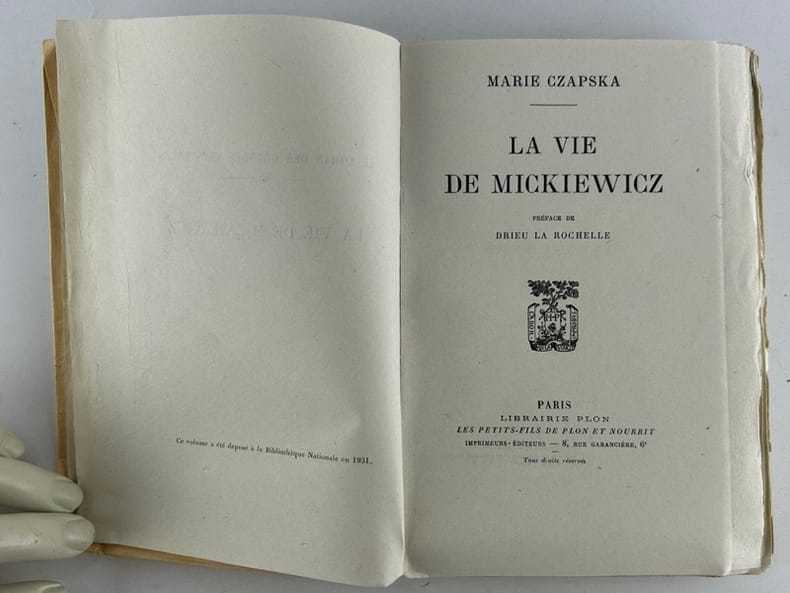 Ce volume a été déposé à la Bibliothèque Nationale en 1931.
MARIE CZAPSKA
LA VIE
DE MICKIEWICZ
PRÉFACE DE
DRIEU LA ROCHELLE
PARIS
LIBRAIRIE PLON
LES PETITS-FILS DE PLON ET NOURRIT
IMPRIMEURS-ÉDITEURS — 8, RUE GARANCIÈRE, 6e
Tous droits réservés